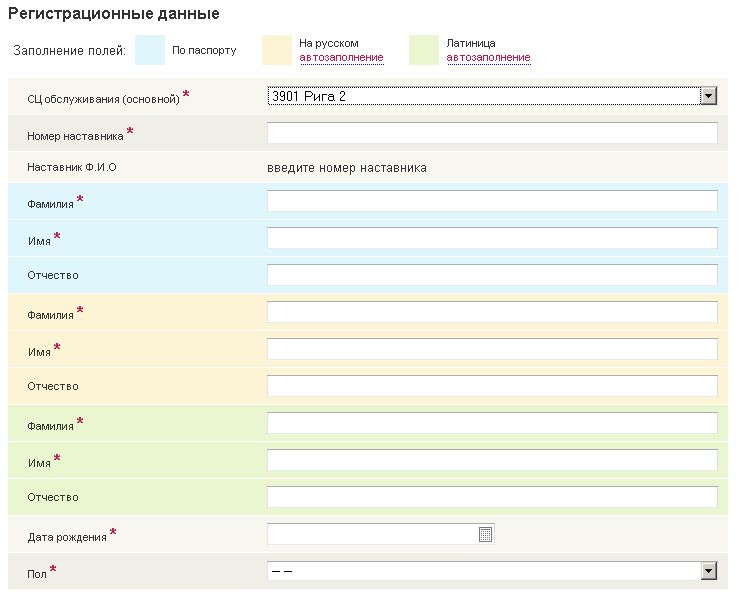 Регистрационные данные
Заполнение полей: По паспорту На русском автозаполнение Латиница автозаполнение
СЦ обслуживания (основной) * 3901 Рига 2
Номер наставника *
Наставник Ф.И.О введите номер наставника
Фамилия *
Имя *
Отчество
Фамилия *
Имя *
Отчество
Фамилия *
Имя *
Отчество
Дата рождения *
Пол * – –